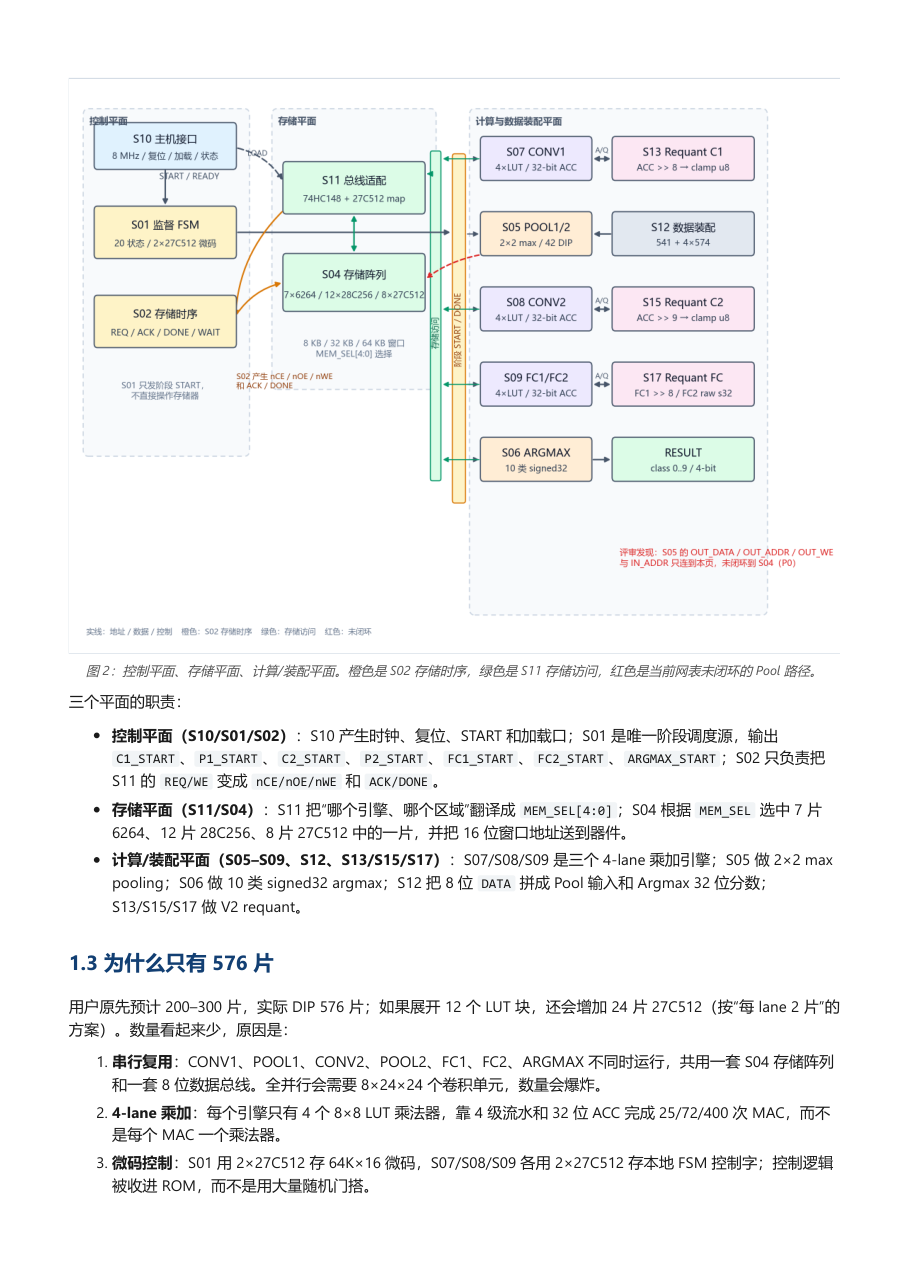 控制平面
存储平面
计算与数据装配平面
S10 主机接口
8 MHz / 复位 / 加载 / 状态
LOAD
START / READY
S01 监督 FSM
20 状态 / 2×27C512 微码
S02 存储时序
REQ / ACK / DONE / WAIT
S01 只发阶段 START，
不直接操作存储器
S11 总线适配
74HC148 + 27C512 map
S04 存储阵列
7×6264 / 12×28C256 / 8×27C512
8 KB / 32 KB / 64 KB 窗口
MEM_SEL[4:0] 选择
S02 产生 nCE / nOE / nWE
和 ACK / DONE
存储访问
阶段 START / DONE
S07 CONV1
4×LUT / 32-bit ACC
A/Q
S13 Requant C1
ACC >> 8 → clamp u8
S05 POOL1/2
2×2 max / 42 DIP
S12 数据装配
541 + 4×574
S08 CONV2
4×LUT / 32-bit ACC
A/Q
S15 Requant C2
ACC >> 9 → clamp u8
S09 FC1/FC2
4×LUT / 32-bit ACC
A/Q
S17 Requant FC
FC1 >> 8 / FC2 raw s32
S06 ARGMAX
10 类 signed32
RESULT
class 0..9 / 4-bit
评审发现：S05 的 OUT_DATA / OUT_ADDR / OUT_WE
与 IN_ADDR 只连到本页，未闭环到 S04（P0）
实线：地址 / 数据 / 控制 橙色：S02 存储时序 绿色：存储访问 红色：未闭环
图 2：控制平面、存储平面、计算/装配平面。橙色是 S02 存储时序，绿色是 S11 存储访问，红色是当前网表未闭环的 Pool 路径。
三个平面的职责：
• 控制平面（S10/S01/S02）：S10 产生时钟、复位、START 和加载口；S01 是唯一阶段调度源，输出
C1_START 、 P1_START 、 C2_START 、 P2_START 、 FC1_START 、 FC2_START 、 ARGMAX_START ；S02 只负责把
S11 的 REQ/WE 变成 nCE/nOE/nWE 和 ACK/DONE 。
• 存储平面（S11/S04）：S11 把“哪个引擎、哪个区域”翻译成 MEM_SEL[4:0] ；S04 根据 MEM_SEL 选中 7 片
6264、12 片 28C256、8 片 27C512 中的一片，并把 16 位窗口地址送到器件。
• 计算/装配平面（S05–S09、S12、S13/S15/S17）：S07/S08/S09 是三个 4-lane 乘加引擎；S05 做 2×2 max
pooling；S06 做 10 类 signed32 argmax；S12 把 8 位 DATA 拼成 Pool 输入和 Argmax 32 位分数；
S13/S15/S17 做 V2 requant。
1.3 为什么只有 576 片
用户原先预计 200–300 片，实际 DIP 576 片；如果展开 12 个 LUT 块，还会增加 24 片 27C512（按“每 lane 2 片”的
方案）。数量看起来少，原因是：
1. 串行复用：CONV1、POOL1、CONV2、POOL2、FC1、FC2、ARGMAX 不同时运行，共用一套 S04 存储阵列
和一套 8 位数据总线。全并行会需要 8×24×24 个卷积单元，数量会爆炸。
2. 4-lane 乘加：每个引擎只有 4 个 8×8 LUT 乘法器，靠 4 级流水和 32 位 ACC 完成 25/72/400 次 MAC，而不
是每个 MAC 一个乘法器。
3. 微码控制：S01 用 2×27C512 存 64K×16 微码，S07/S08/S09 各用 2×27C512 存本地 FSM 控制字；控制逻辑
被收进 ROM，而不是用大量随机门搭。